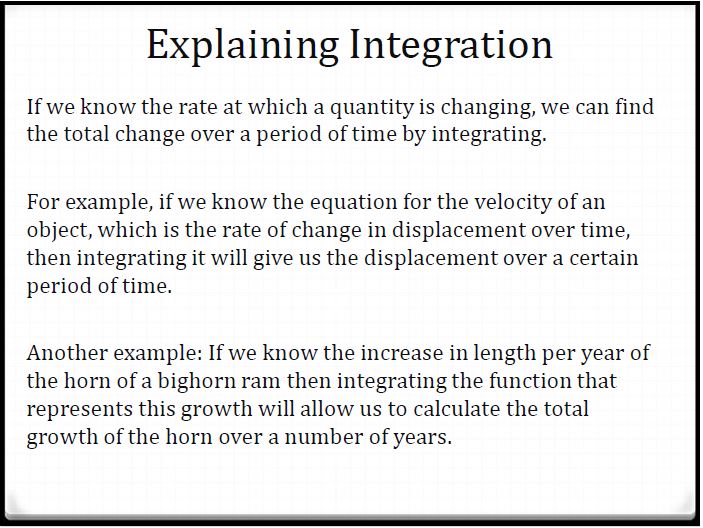 Explaining Integration
If we know the rate at which a quantity is changing, we can find
the total change over a period of time by integrating.
For example, if we know the equation for the velocity of an
object, which is the rate of change in displacement over time,
then integrating it will give us the displacement over a certain
period of time.
Another example: If we know the increase in length per year of
the horn of a bighorn ram then integrating the function that
represents this growth will allow us to calculate the total
growth of the horn over a number of years.